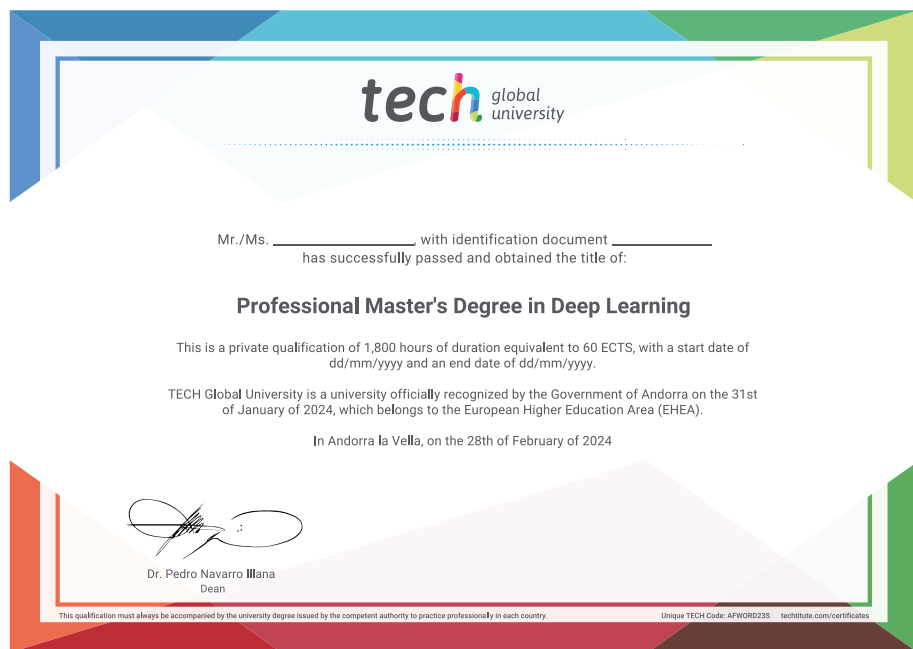 tech global university
Mr./Ms. ____________, with identification document ____________
has successfully passed and obtained the title of:
Professional Master's Degree in Deep Learning
This is a private qualification of 1,800 hours of duration equivalent to 60 ECTS, with a start date of
dd/mm/yyyy and an end date of dd/mm/yyyy.
TECH Global University is a university officially recognized by the Government of Andorra on the 31st
of January of 2024, which belongs to the European Higher Education Area (EHEA).
In Andorra la Vella, on the 28th of February of 2024
Dr. Pedro Navarro Illana
Dean
This qualification must always be accompanied by the university degree issued by the competent authority to practice professionally in each country.
Unique TECH Code: AFWORD23S techtitute.com/certificates